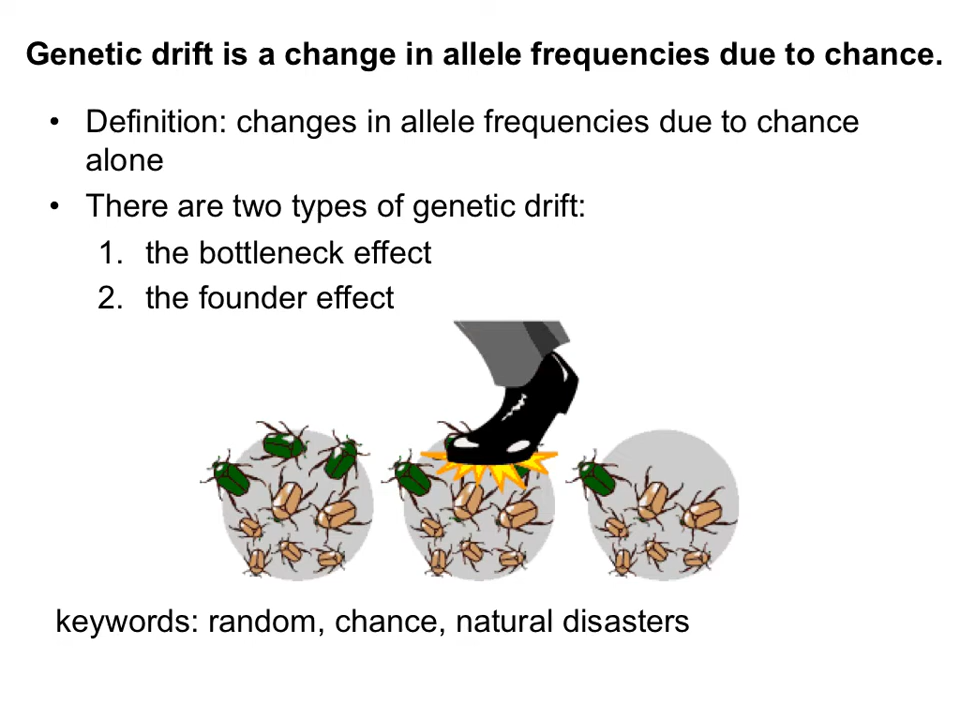 Genetic drift is a change in allele frequencies due to chance.
• Definition: changes in allele frequencies due to chance
alone
• There are two types of genetic drift:
1. the bottleneck effect
2. the founder effect
keywords: random, chance, natural disasters